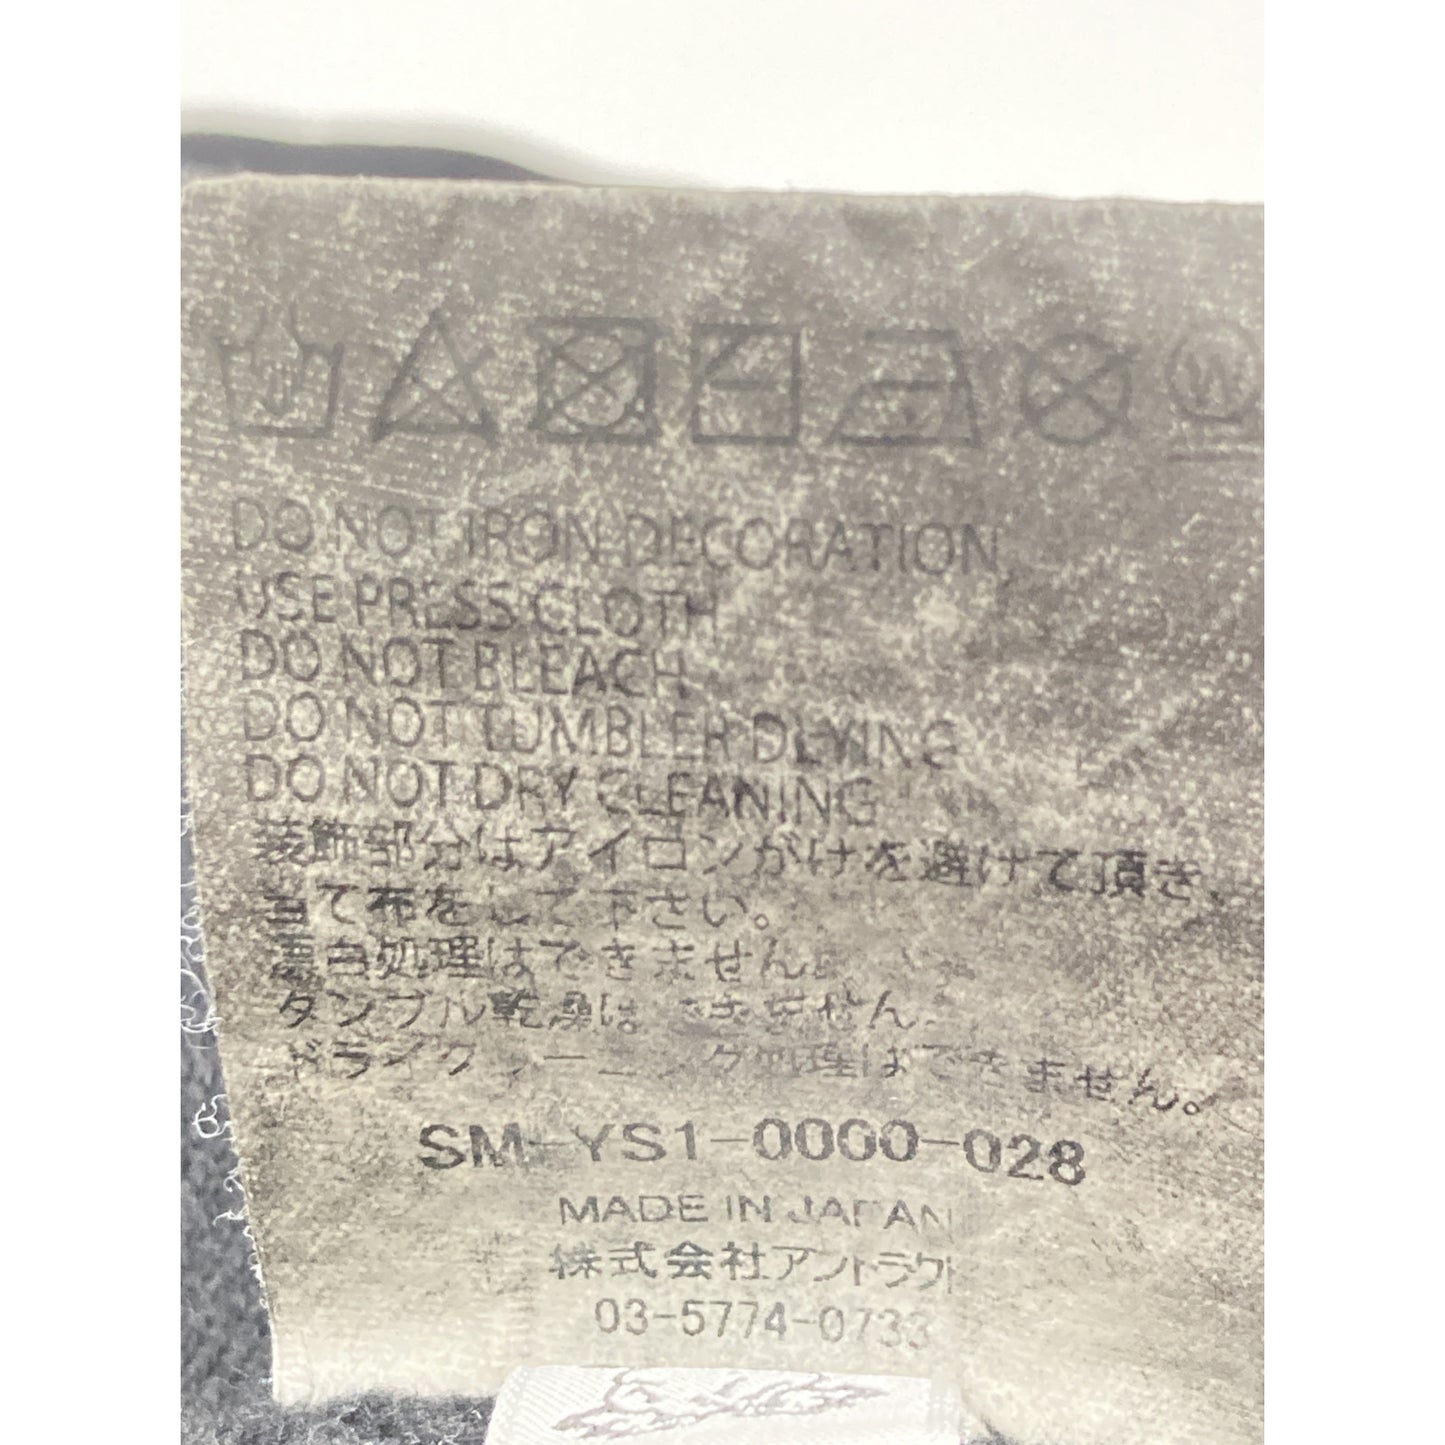 DO NOT IRON DECORATION,
USE PRESS CLOTH
DO NOT BLEACH
DO NOT TUMBLER DLYING
DO NOT DRY CLEANING
装飾部分はアイロンがけを避けて頂き、
当て布をして下さい。
漂白処理はできません。
タンブル乾燥はできません。
ドライクリーニング処理はできません。
SM-YS1-0000-028
MADE IN JAPAN
株式会社アントラクト
03-5774-0733